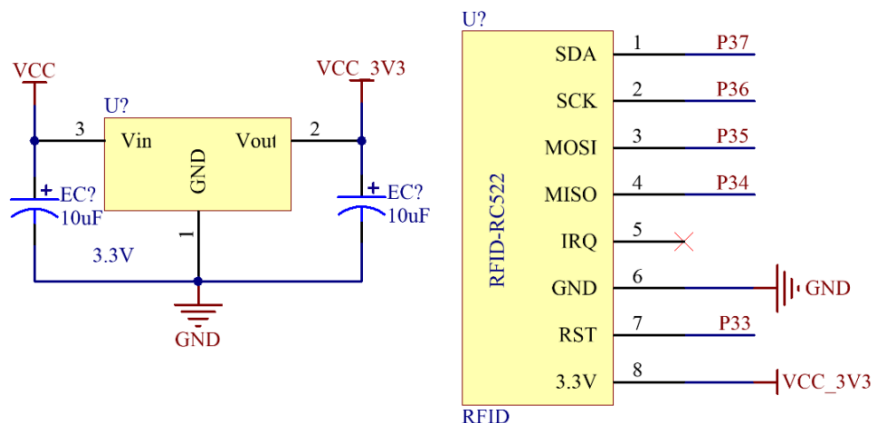 VCC
VCC_3V3
U?
3 Vin Vout 2
GND
1
EC?
10uF
EC?
10uF
3.3V
GND
U?
RFID-RC522
SDA 1 P37
SCK 2 P36
MOSI 3 P35
MISO 4 P34
IRQ 5
GND 6 GND
RST 7 P33
3.3V 8 VCC_3V3
RFID